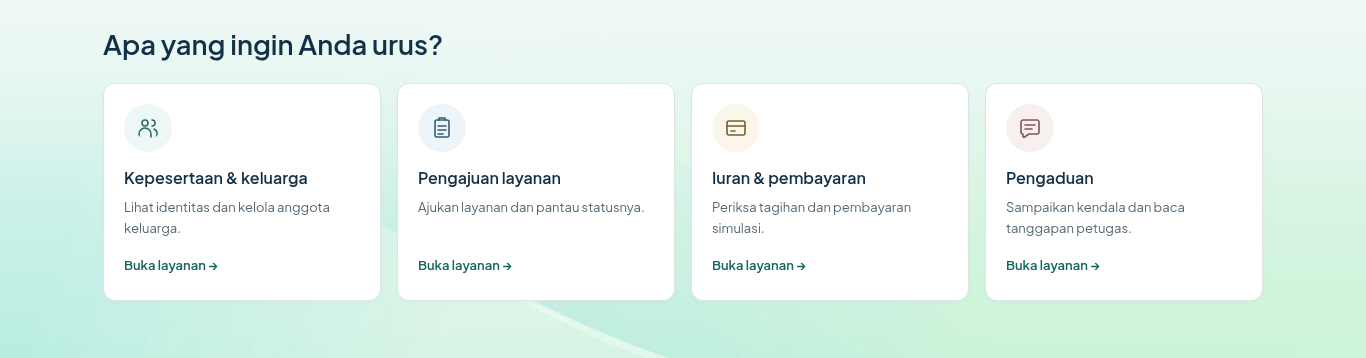 Apa yang ingin Anda urus?
Kepesertaan & keluarga
Lihat identitas dan kelola anggota
keluarga.
Buka layanan →
Pengajuan layanan
Ajukan layanan dan pantau statusnya.
Buka layanan →
Iuran & pembayaran
Periksa tagihan dan pembayaran
simulasi.
Buka layanan →
Pengaduan
Sampaikan kendala dan baca
tanggapan petugas.
Buka layanan →